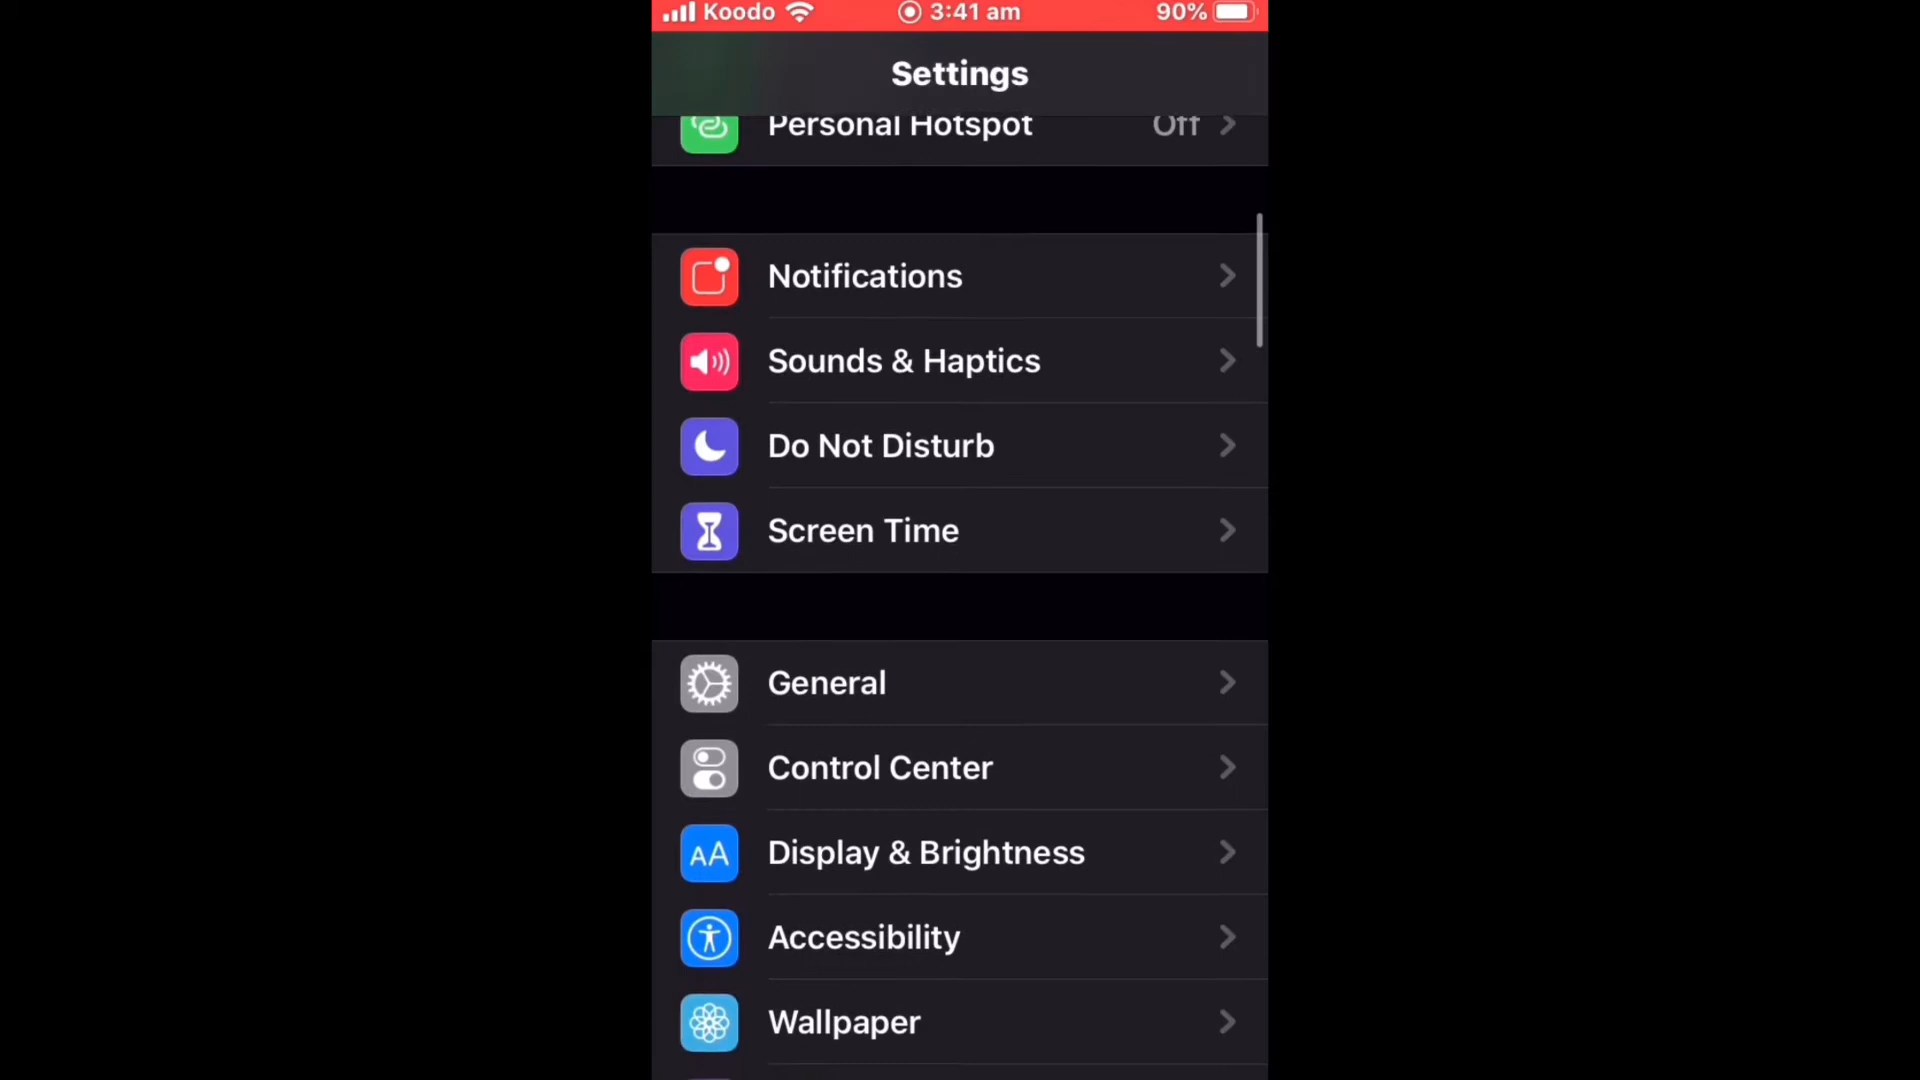 Koodo 3:41 am 90%
Settings
Personal Hotspot Off
Notifications
Sounds & Haptics
Do Not Disturb
Screen Time
General
Control Center
AA Display & Brightness
Accessibility
Wallpaper